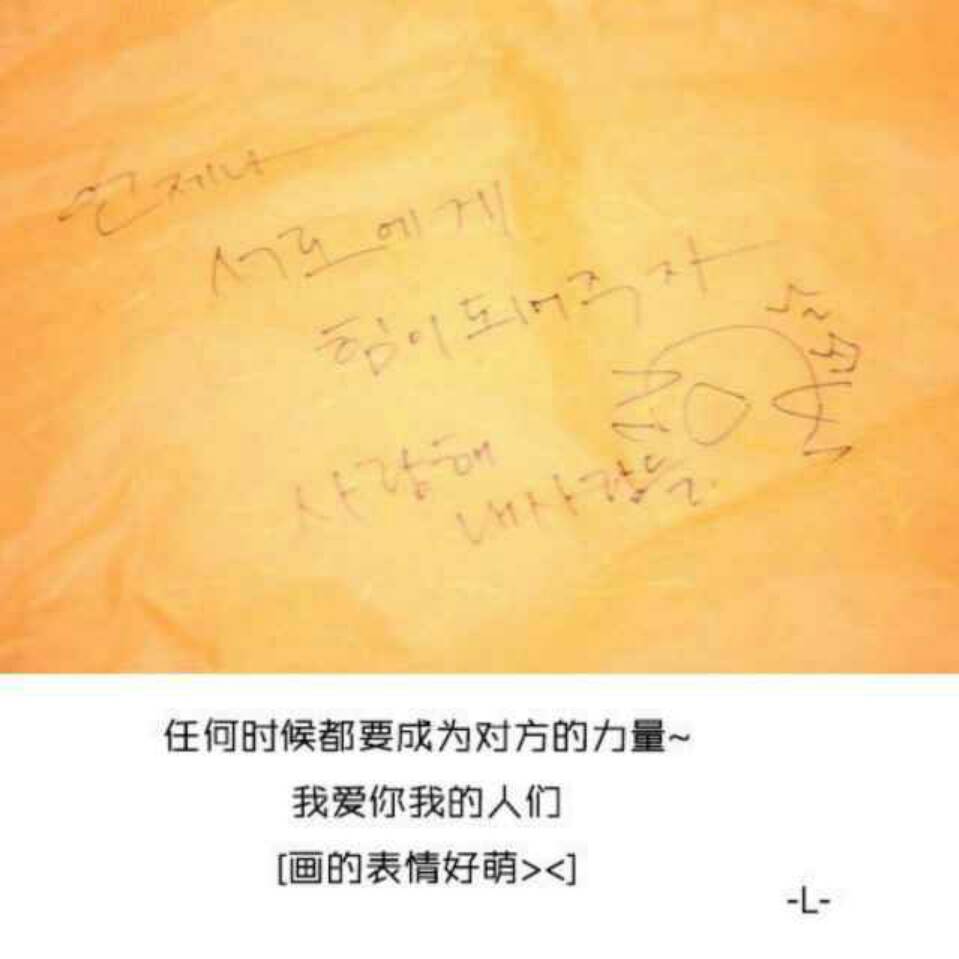 언제나
서로에게
힘이 되어주자
사랑해
내사람들.
任何时候都要成为对方的力量~
我爱你我的人们
[画的表情好萌><]
-L-